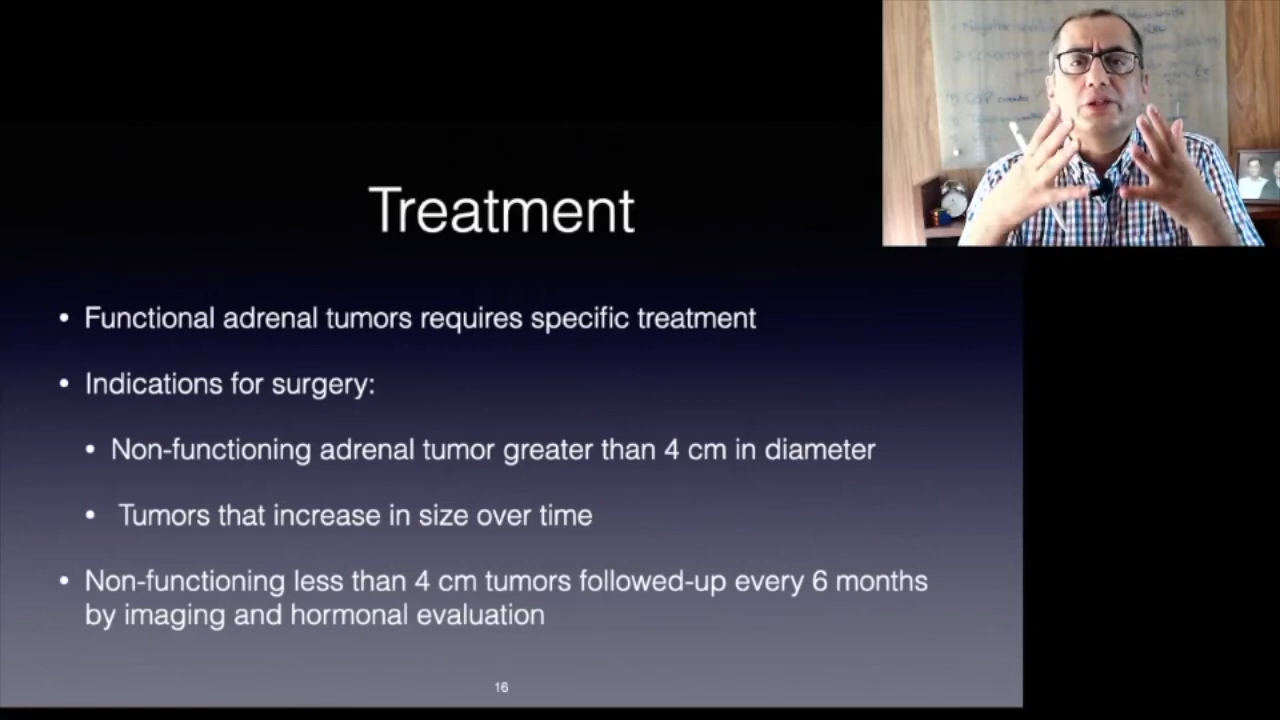 Treatment
• Functional adrenal tumors requires specific treatment
• Indications for surgery:
• Non-functioning adrenal tumor greater than 4 cm in diameter
• Tumors that increase in size over time
• Non-functioning less than 4 cm tumors followed-up every 6 months
by imaging and hormonal evaluation
16